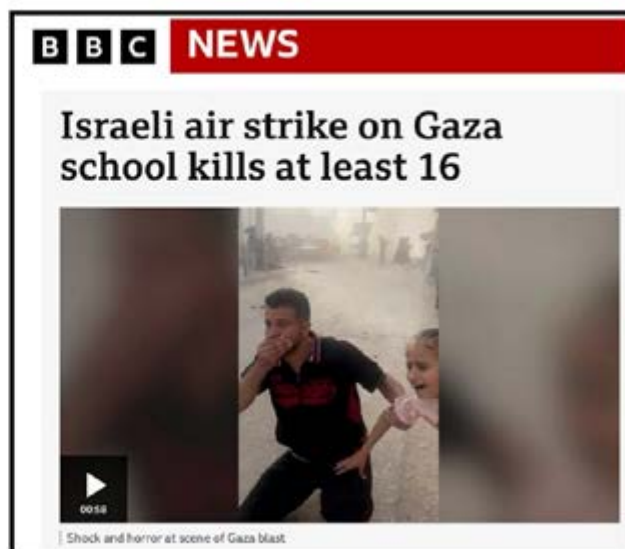 BBC NEWS
Israeli air strike on Gaza
school kills at least 16
00:58
Shock and horror at scene of Gaza blast